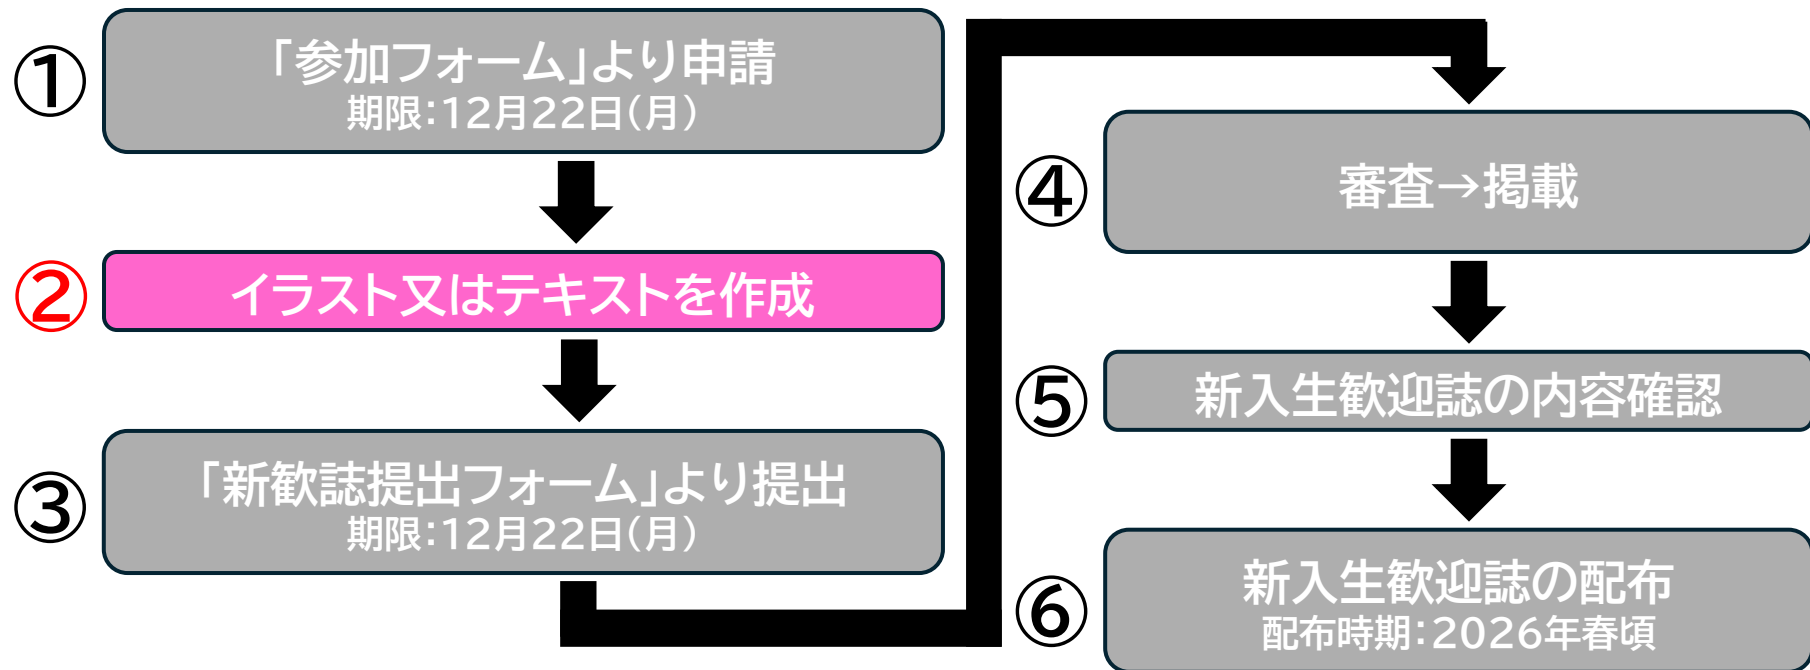 ①
「参加フォーム」より申請
期限：12月22日（月）
②
イラスト又はテキストを作成
③
「新歓誌提出フォーム」より提出
期限：12月22日（月）
④
審査→掲載
⑤
新入生歓迎誌の内容確認
⑥
新入生歓迎誌の配布
配布時期：2026年春頃